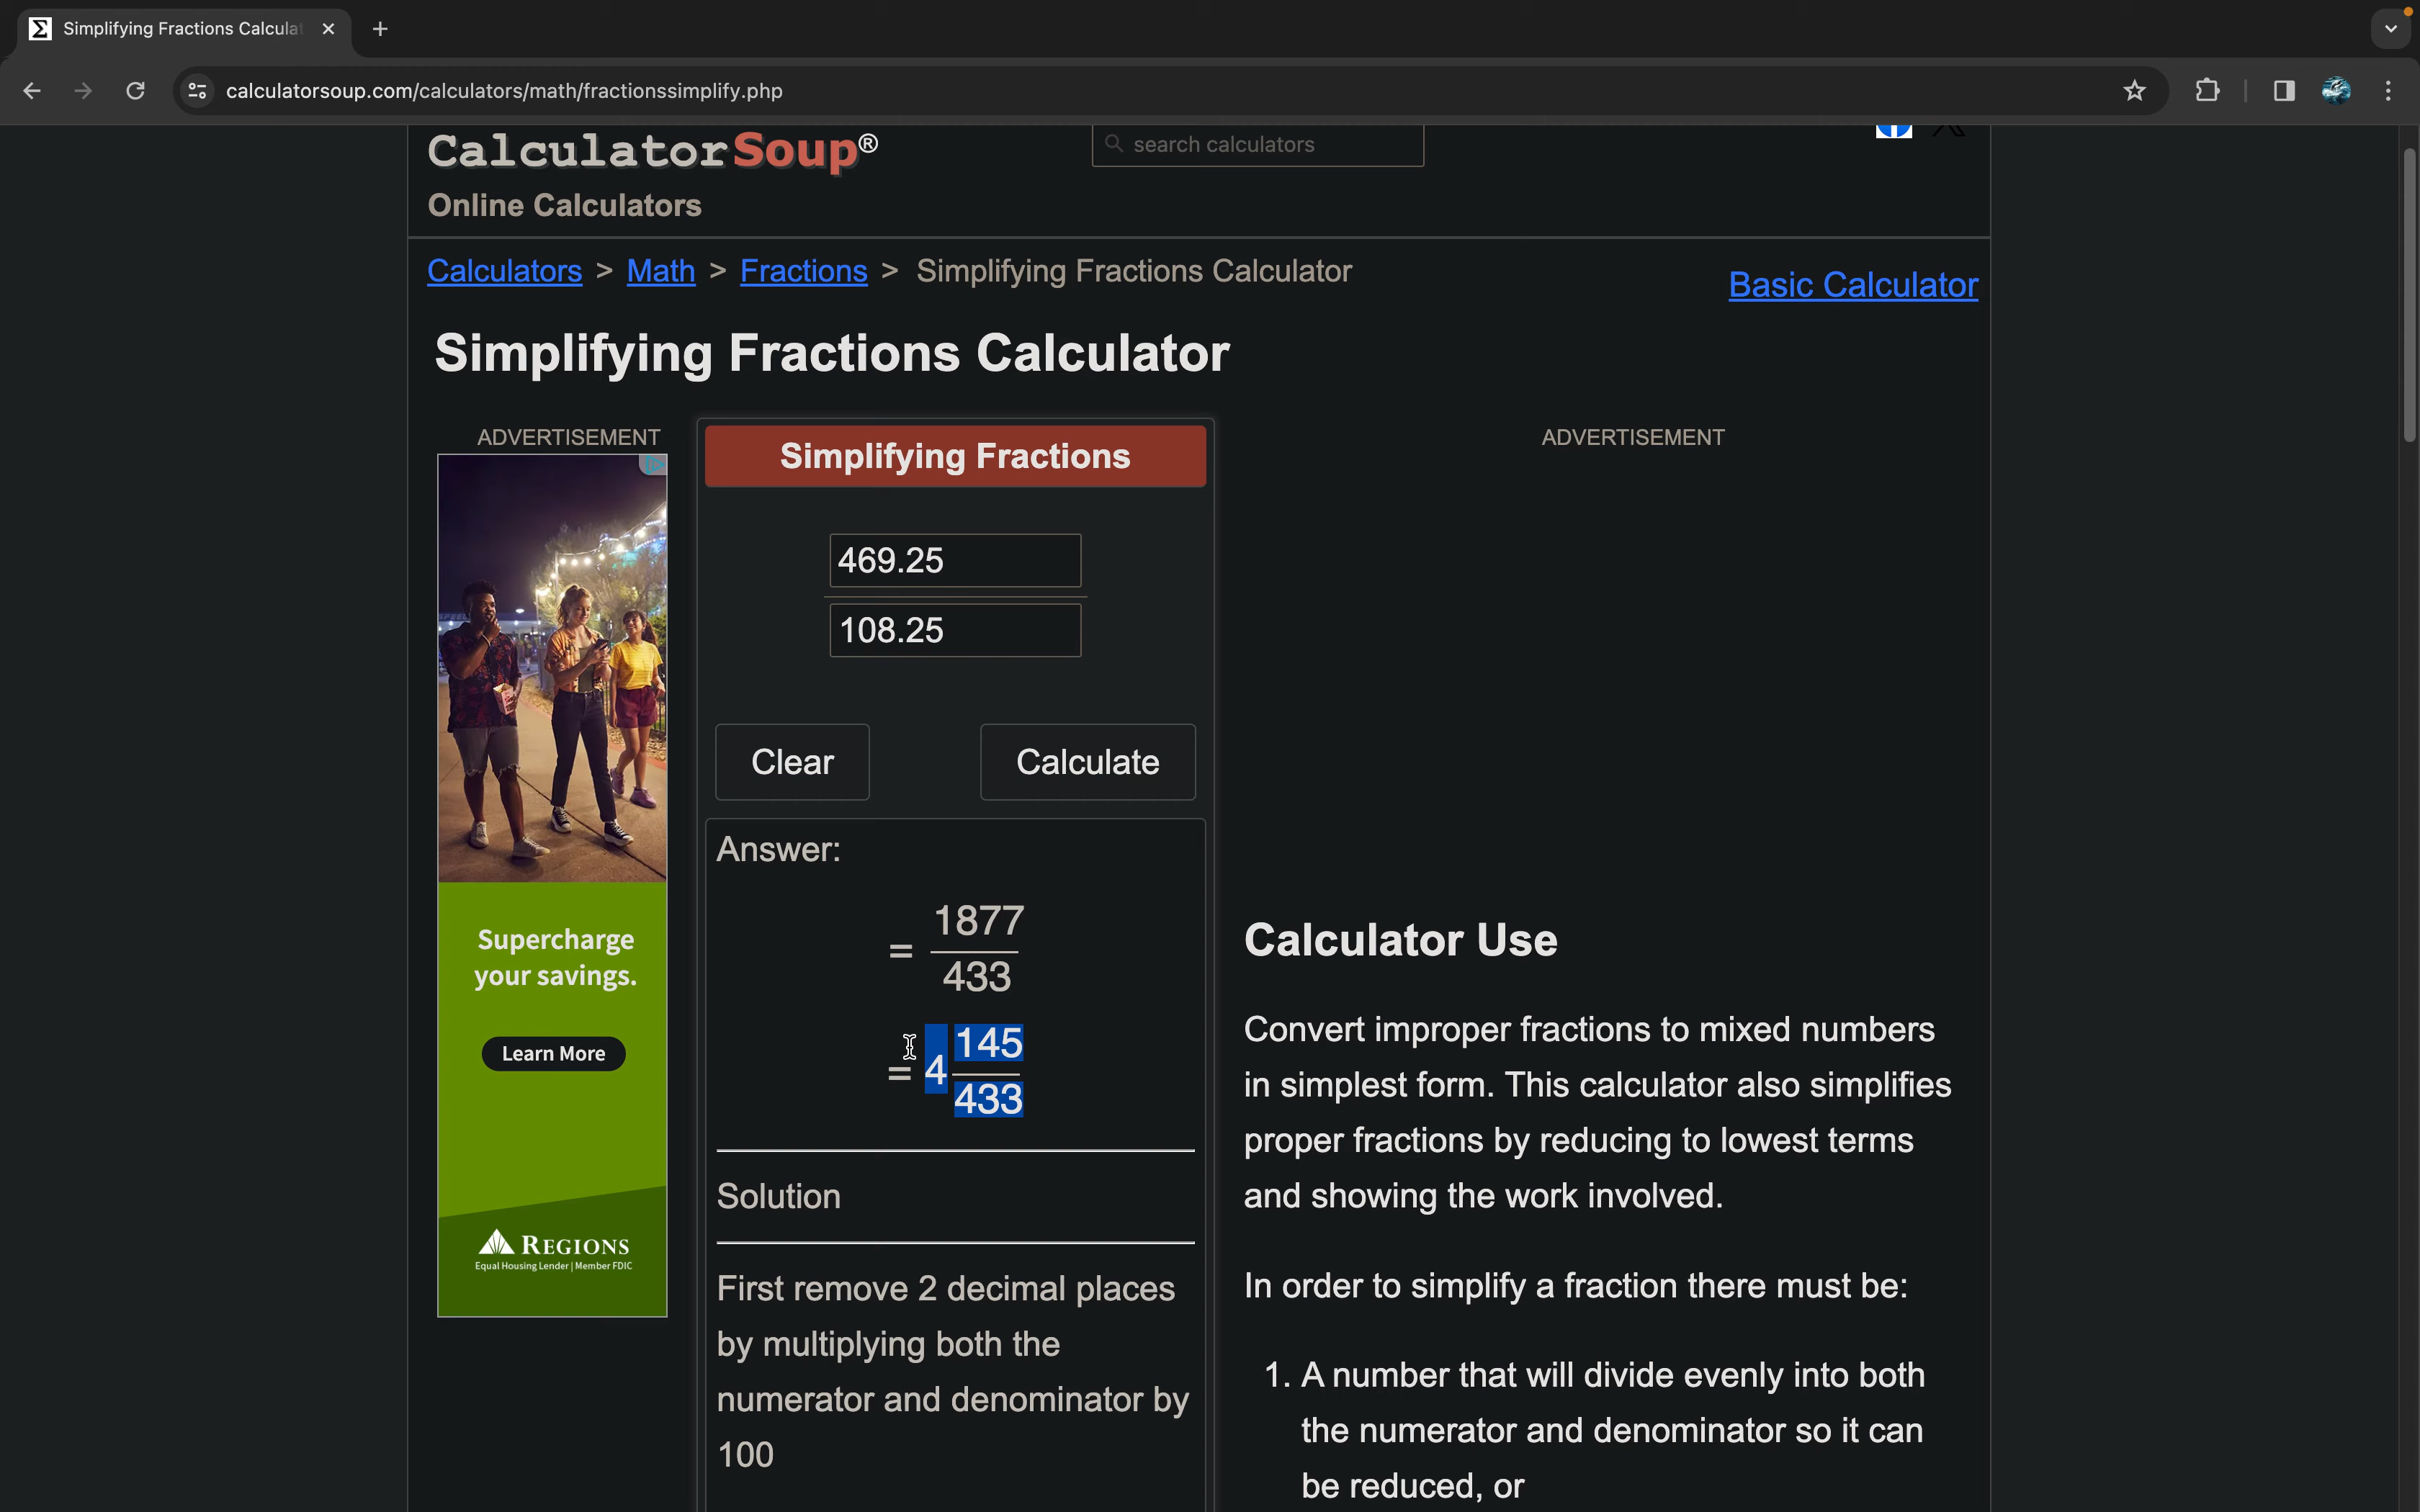 Simplifying Fractions Calculat
calculatorsoup.com/calculators/math/fractionssimplify.php
CalculatorSoup®
search calculators
Online Calculators
Calculators > Math > Fractions > Simplifying Fractions Calculator
Basic Calculator
Simplifying Fractions Calculator
ADVERTISEMENT
Supercharge
your savings.
Learn More
REGIONS
Equal Housing Lender | Member FDIC
Simplifying Fractions
469.25
108.25
Clear
Calculate
Answer:
= 1877
433
= 4 145
433
Solution
First remove 2 decimal places
by multiplying both the
numerator and denominator by
100
ADVERTISEMENT
Calculator Use
Convert improper fractions to mixed numbers
in simplest form. This calculator also simplifies
proper fractions by reducing to lowest terms
and showing the work involved.
In order to simplify a fraction there must be:
1. A number that will divide evenly into both
the numerator and denominator so it can
be reduced, or